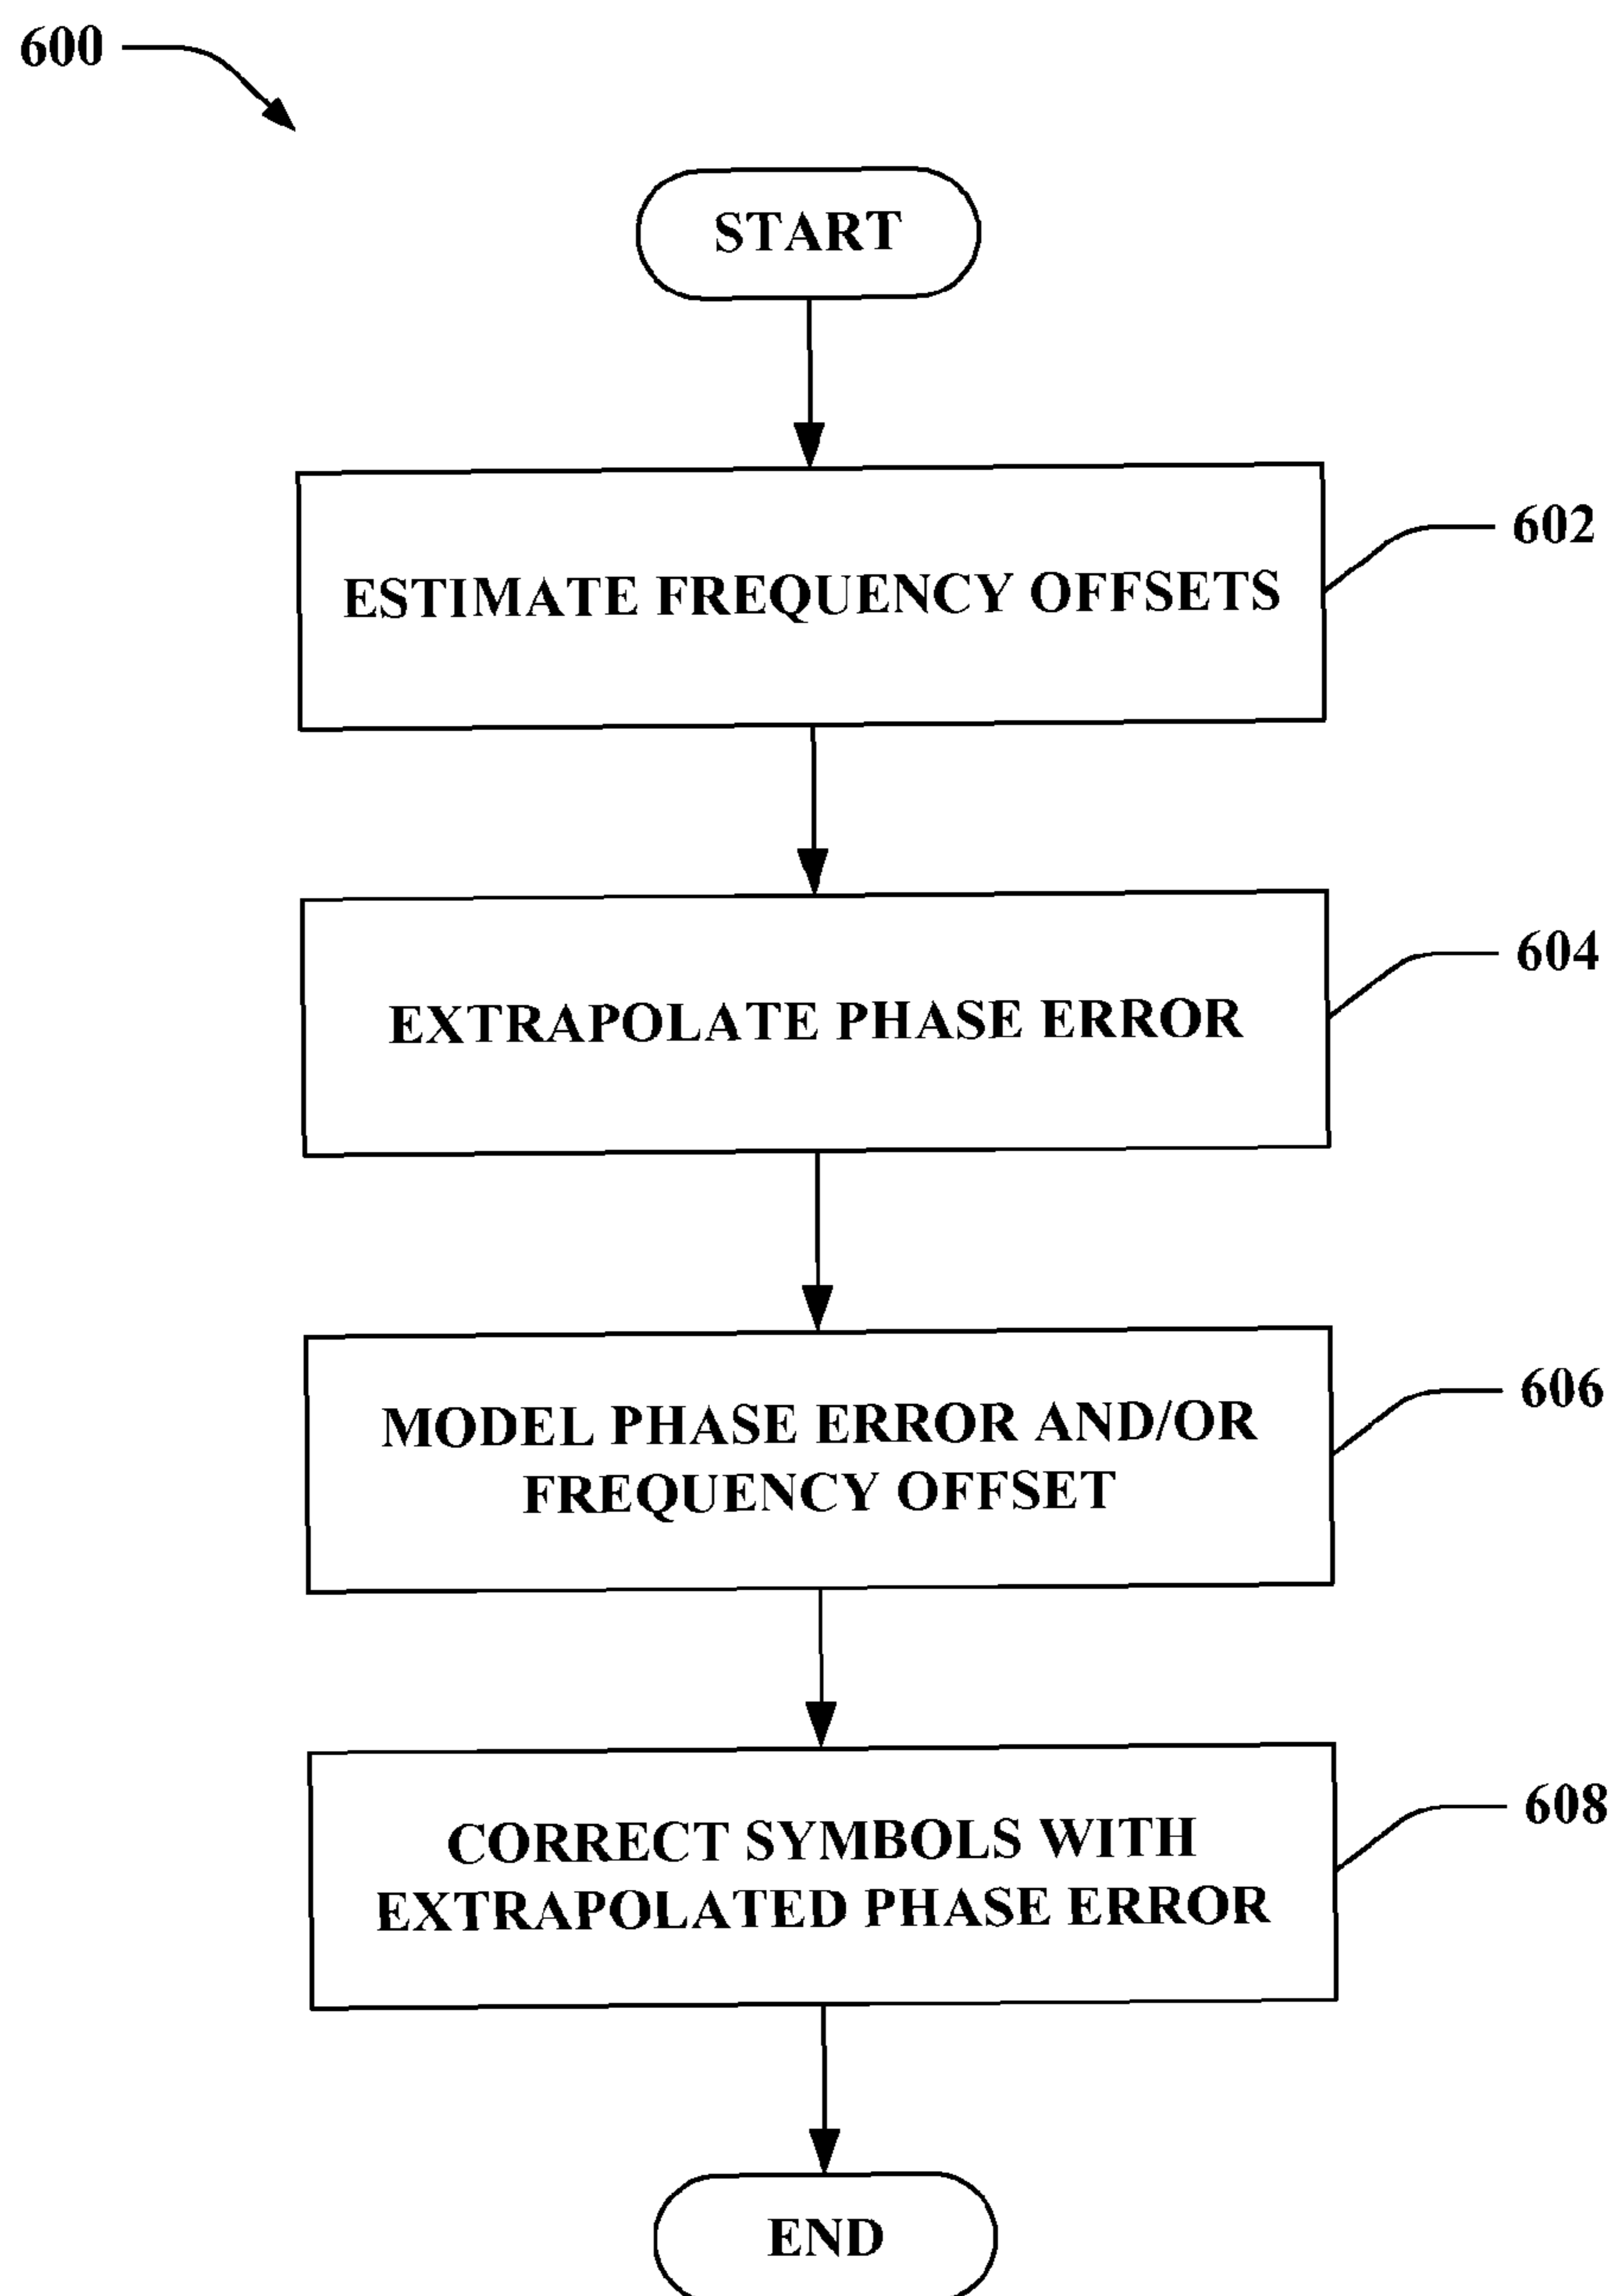 600
START
ESTIMATE FREQUENCY OFFSETS
602
EXTRAPOLATE PHASE ERROR
604
MODEL PHASE ERROR AND/OR
FREQUENCY OFFSET
606
CORRECT SYMBOLS WITH
EXTRAPOLATED PHASE ERROR
608
END